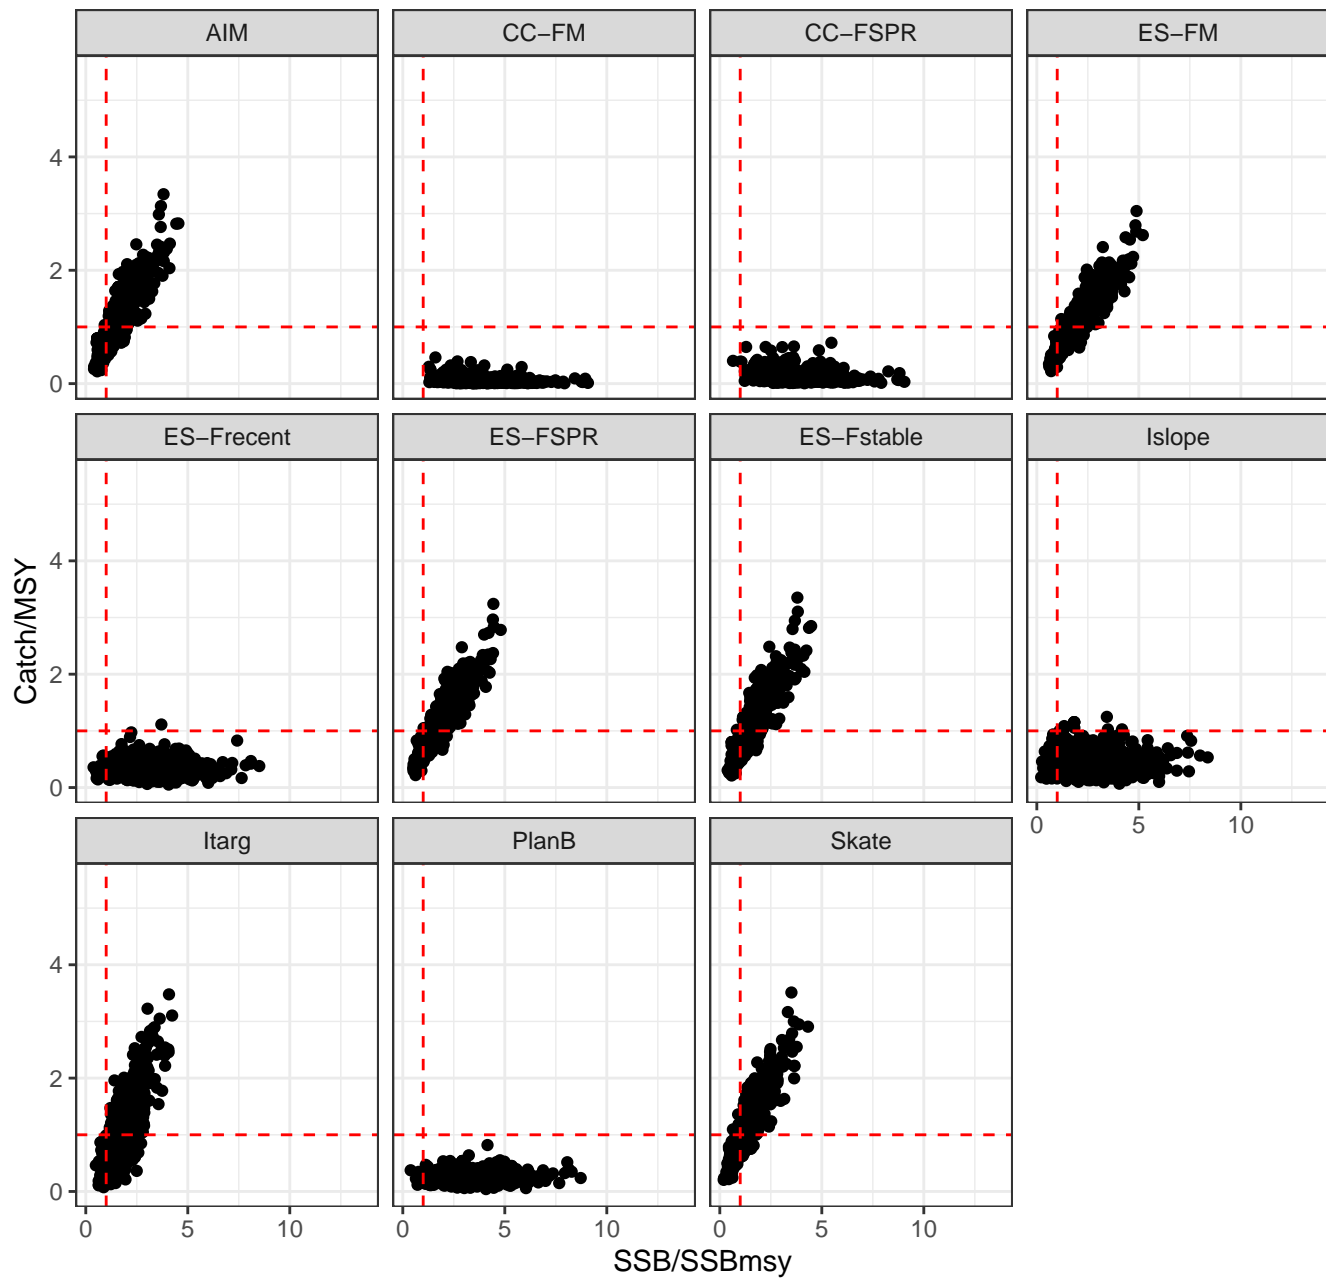 AIM CC−FM CC−FSPR ES−FM
4
2
0
ES−Frecent ES−FSPR ES−Fstable Islope
4
2
0
0 5 10
Itarg PlanB Skate
4
2
0
0 5 10 0 5 10 0 5 10
Catch/MSY
SSB/SSBmsy